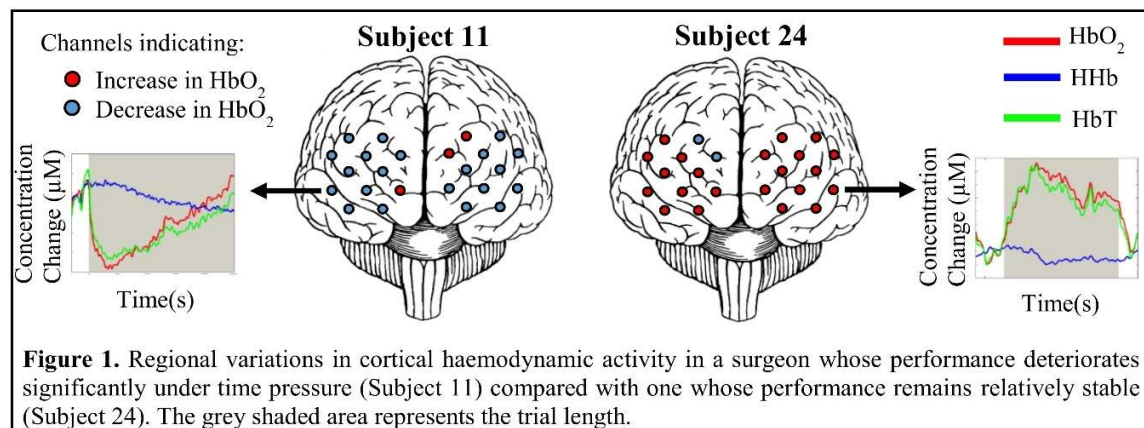 Channels indicating:
Increase in HbO2
Decrease in HbO2
Subject 11
Subject 24
HbO2
HHb
HbT
Concentration
Change (µM)
Time(s)
Concentration
Change (µM)
Time(s)
Figure 1. Regional variations in cortical haemodynamic activity in a surgeon whose performance deteriorates
significantly under time pressure (Subject 11) compared with one whose performance remains relatively stable
(Subject 24). The grey shaded area represents the trial length.